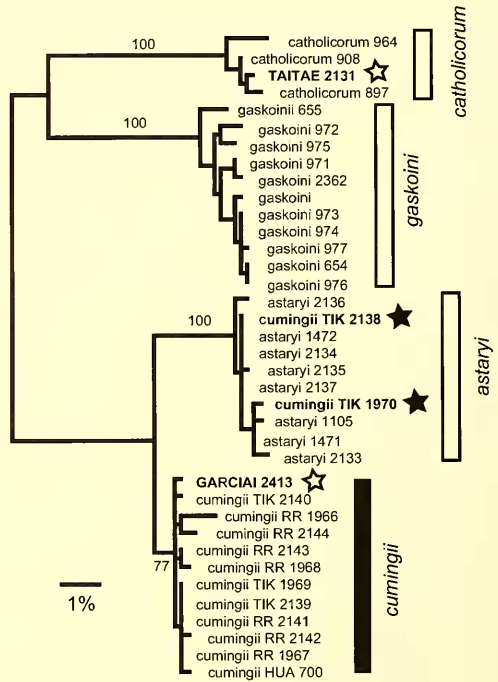 100
catholicorum 964
catholicorum 908
TAITAE 2131
catholicorum 897
catholicorum
100
gaskoinii 655
gaskoini 972
gaskoini 975
gaskoini 971
gaskoini 2362
gaskoini
gaskoini 973
gaskoini 974
gaskoini 977
gaskoini 654
gaskoini 976
gaskoini
100
astaryi 2136
cumingii TIK 2138
astaryi 1472
astaryi 2134
astaryi 2135
astaryi 2137
cumingii TIK 1970
astaryi 1105
astaryi 1471
astaryi 2133
astaryi
77
GARCIAI 2413
cumingii TIK 2140
cumingii RR 1966
cumingii RR 2144
cumingii RR 2143
cumingii RR 1968
cumingii TIK 1969
cumingii TIK 2139
cumingii RR 2141
cumingii RR 2142
cumingii RR 1967
cumingii HUA 700
cumingii
1%